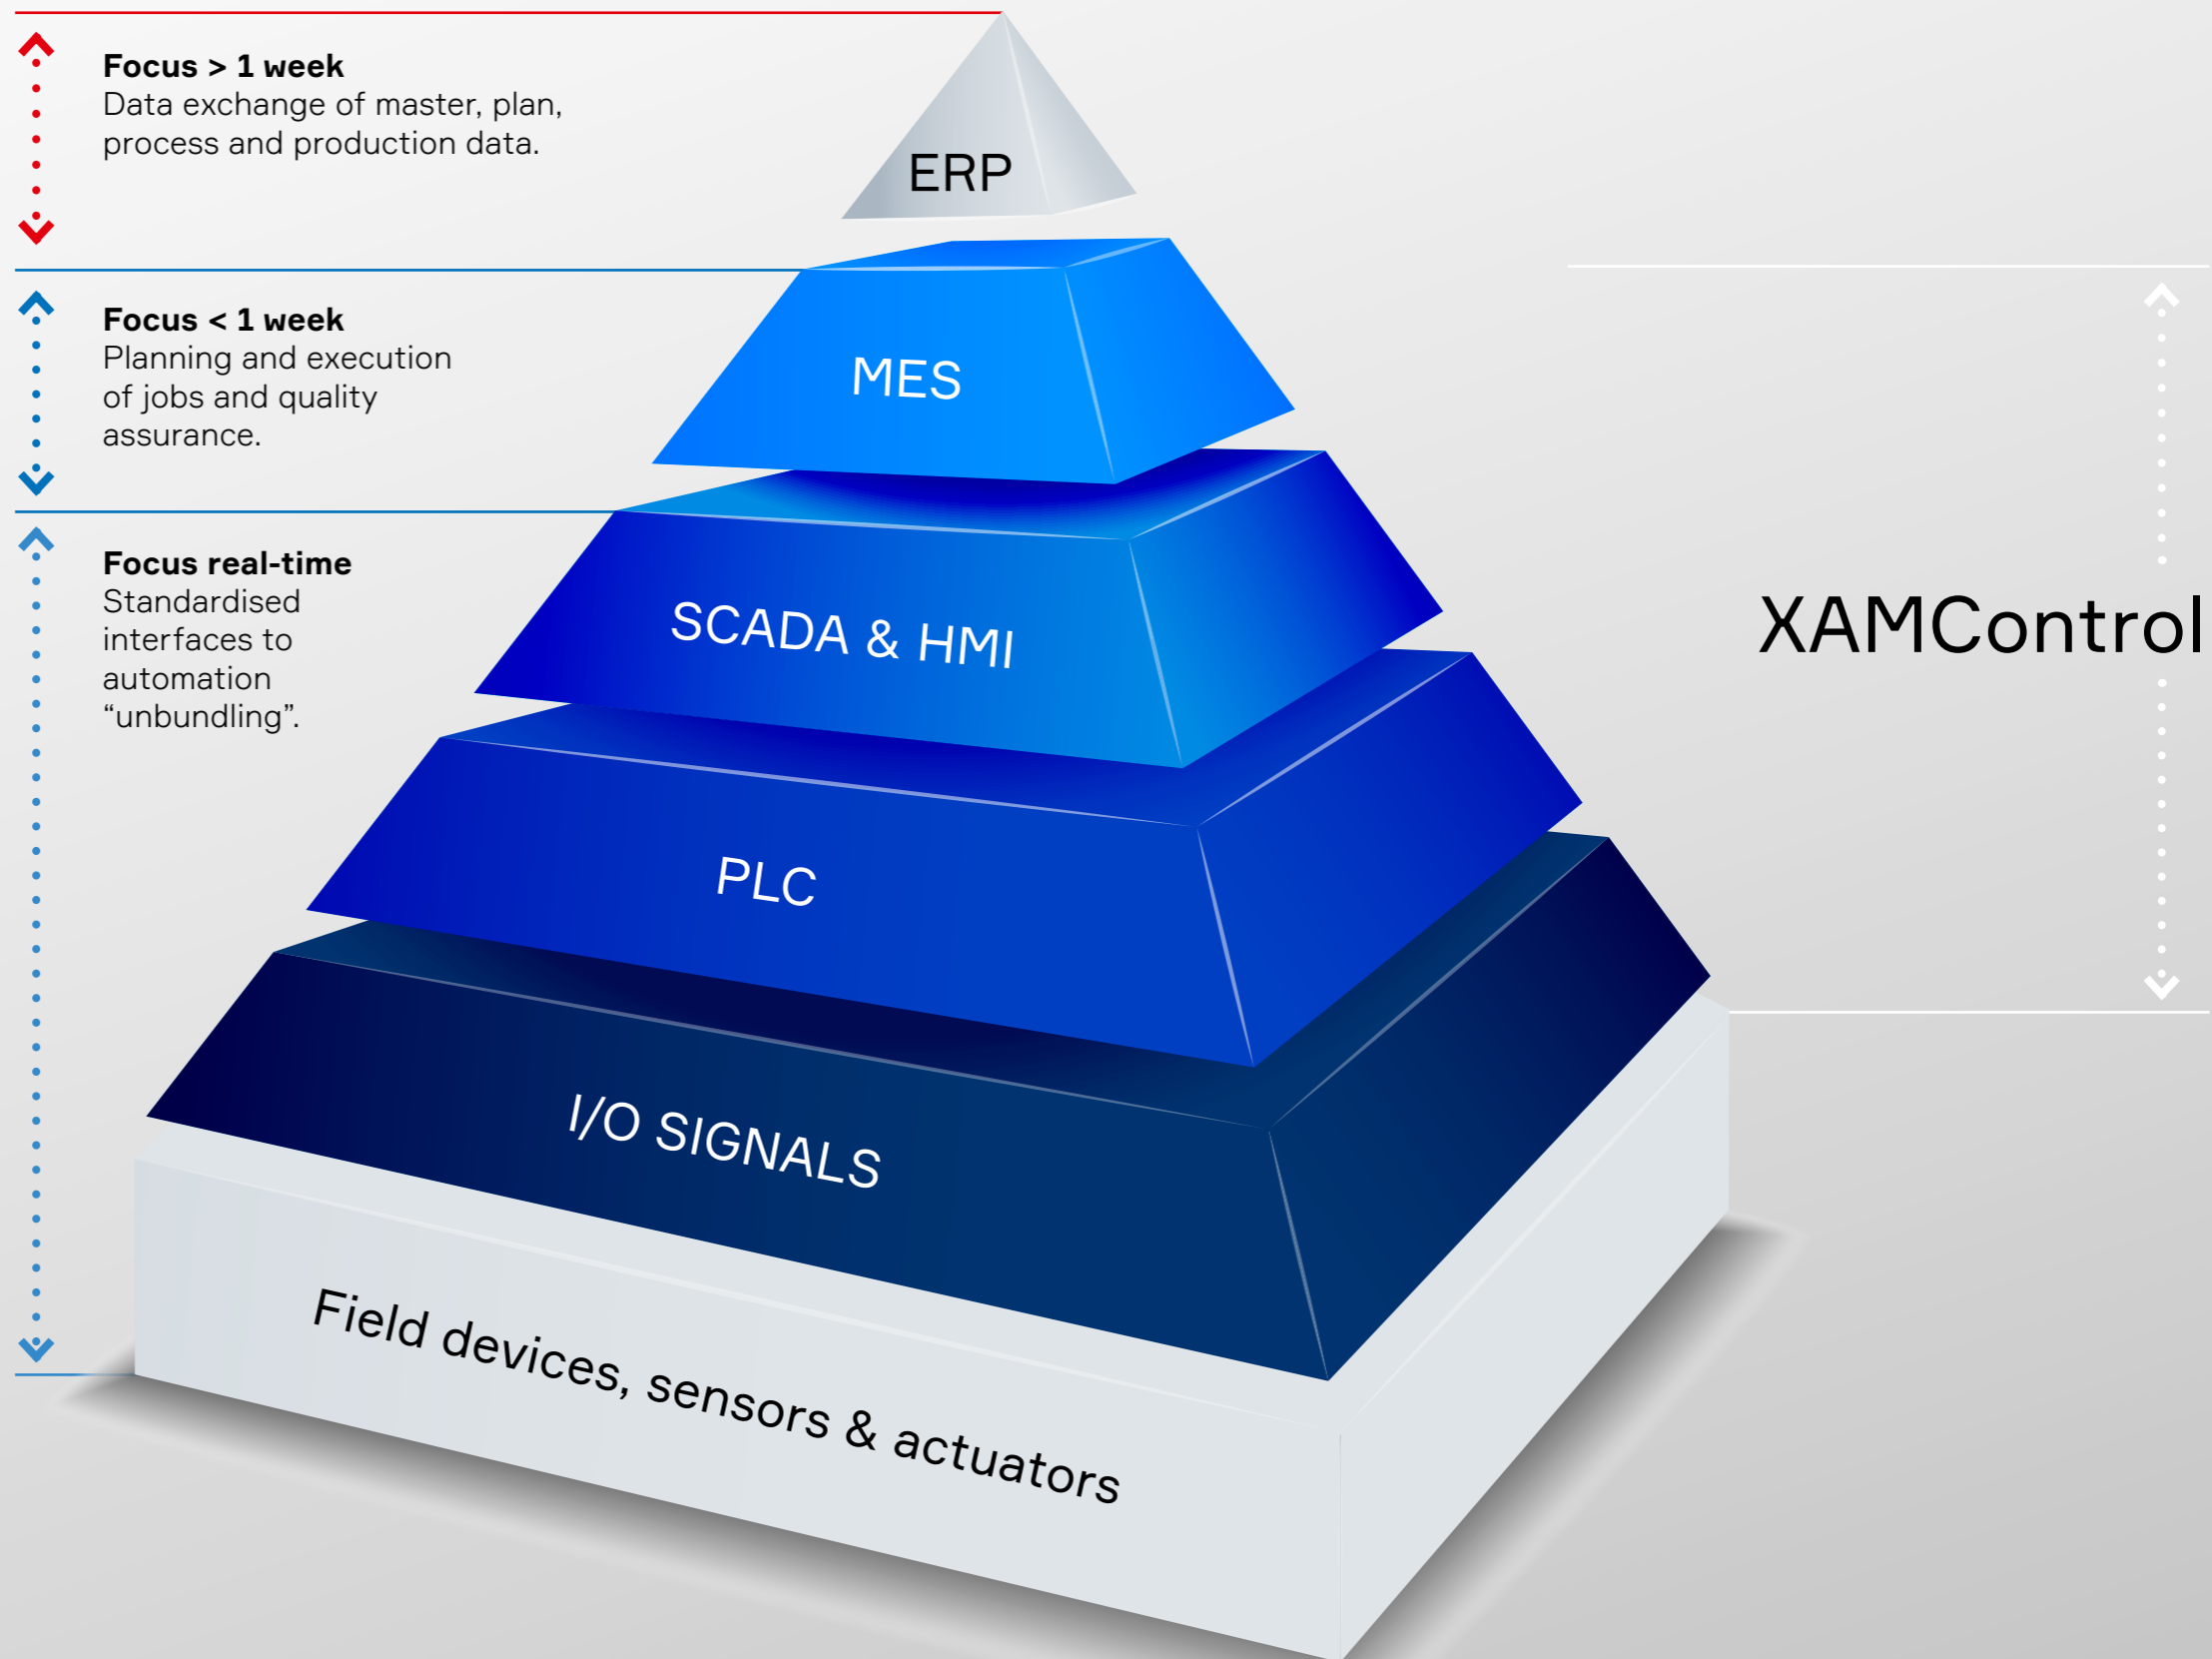 Focus > 1 week
Data exchange of master, plan,
process and production data.
ERP
Focus < 1 week
Planning and execution
of jobs and quality
assurance.
MES
Focus real-time
Standardised
interfaces to
automation
“unbundling”.
SCADA & HMI
XAMControl
PLC
I/O SIGNALS
Field devices, sensors & actuators